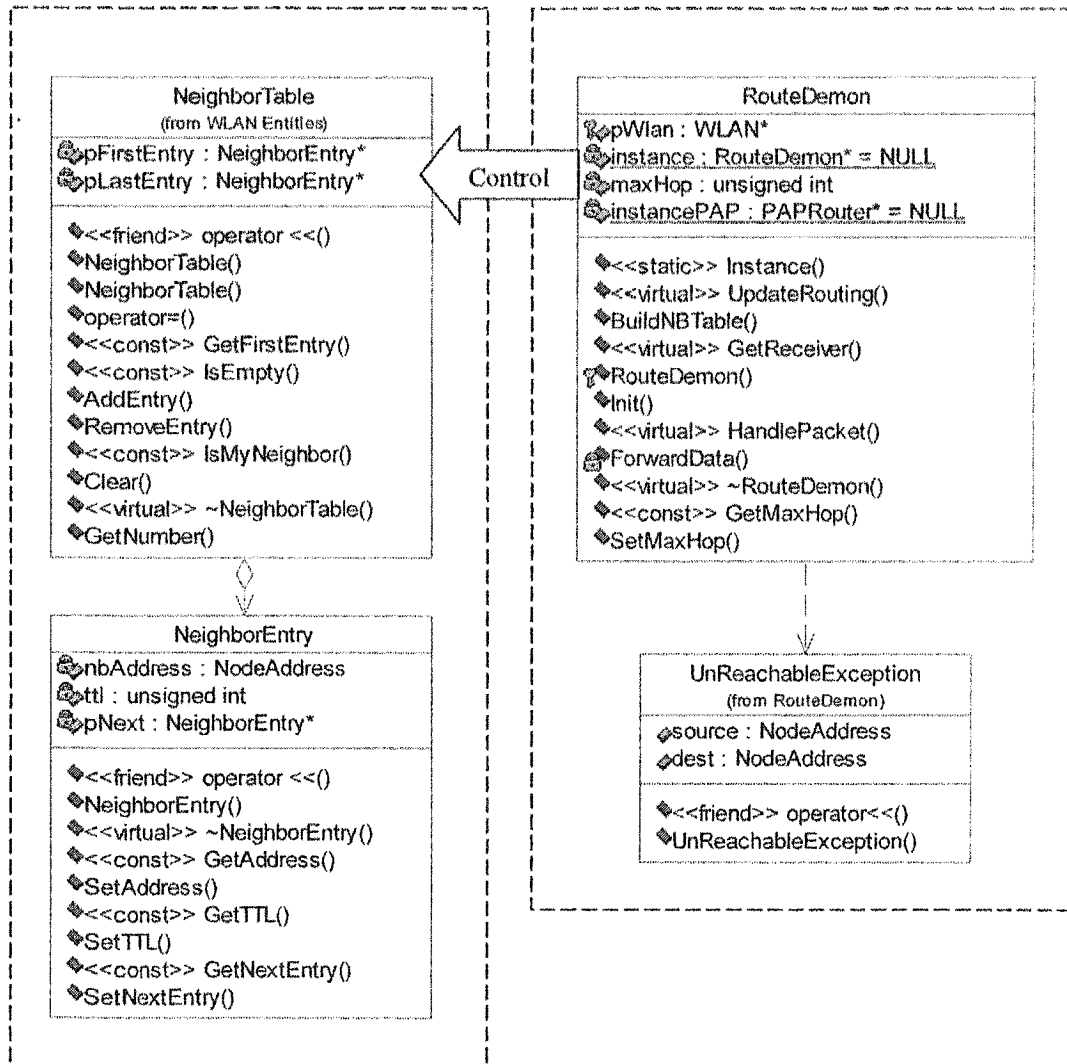 NeighborTable
(from WLAN Entities)
pFirstEntry : NeighborEntry*
pLastEntry : NeighborEntry*
<<friend>> operator <<()
NeighborTable()
NeighborTable()
operator=()
<<const>> GetFirstEntry()
<<const>> IsEmpty()
AddEntry()
RemoveEntry()
<<const>> IsMyNeighbor()
Clear()
<<virtual>> ~NeighborTable()
GetNumber()
NeighborEntry
nbAddress : NodeAddress
ttl : unsigned int
pNext : NeighborEntry*
<<friend>> operator <<()
NeighborEntry()
<<virtual>> ~NeighborEntry()
<<const>> GetAddress()
SetAddress()
<<const>> GetTTL()
SetTTL()
<<const>> GetNextEntry()
SetNextEntry()
Control
RouteDemon
pWlan : WLAN*
instance : RouteDemon* = NULL
maxHop : unsigned int
instancePAP : PAPRouter* = NULL
<<static>> Instance()
<<virtual>> UpdateRouting()
BuildNBTable()
<<virtual>> GetReceiver()
RouteDemon()
Init()
<<virtual>> HandlePacket()
ForwardData()
<<virtual>> ~RouteDemon()
<<const>> GetMaxHop()
SetMaxHop()
UnReachableException
(from RouteDemon)
source : NodeAddress
dest : NodeAddress
<<friend>> operator<<()
UnReachableException()